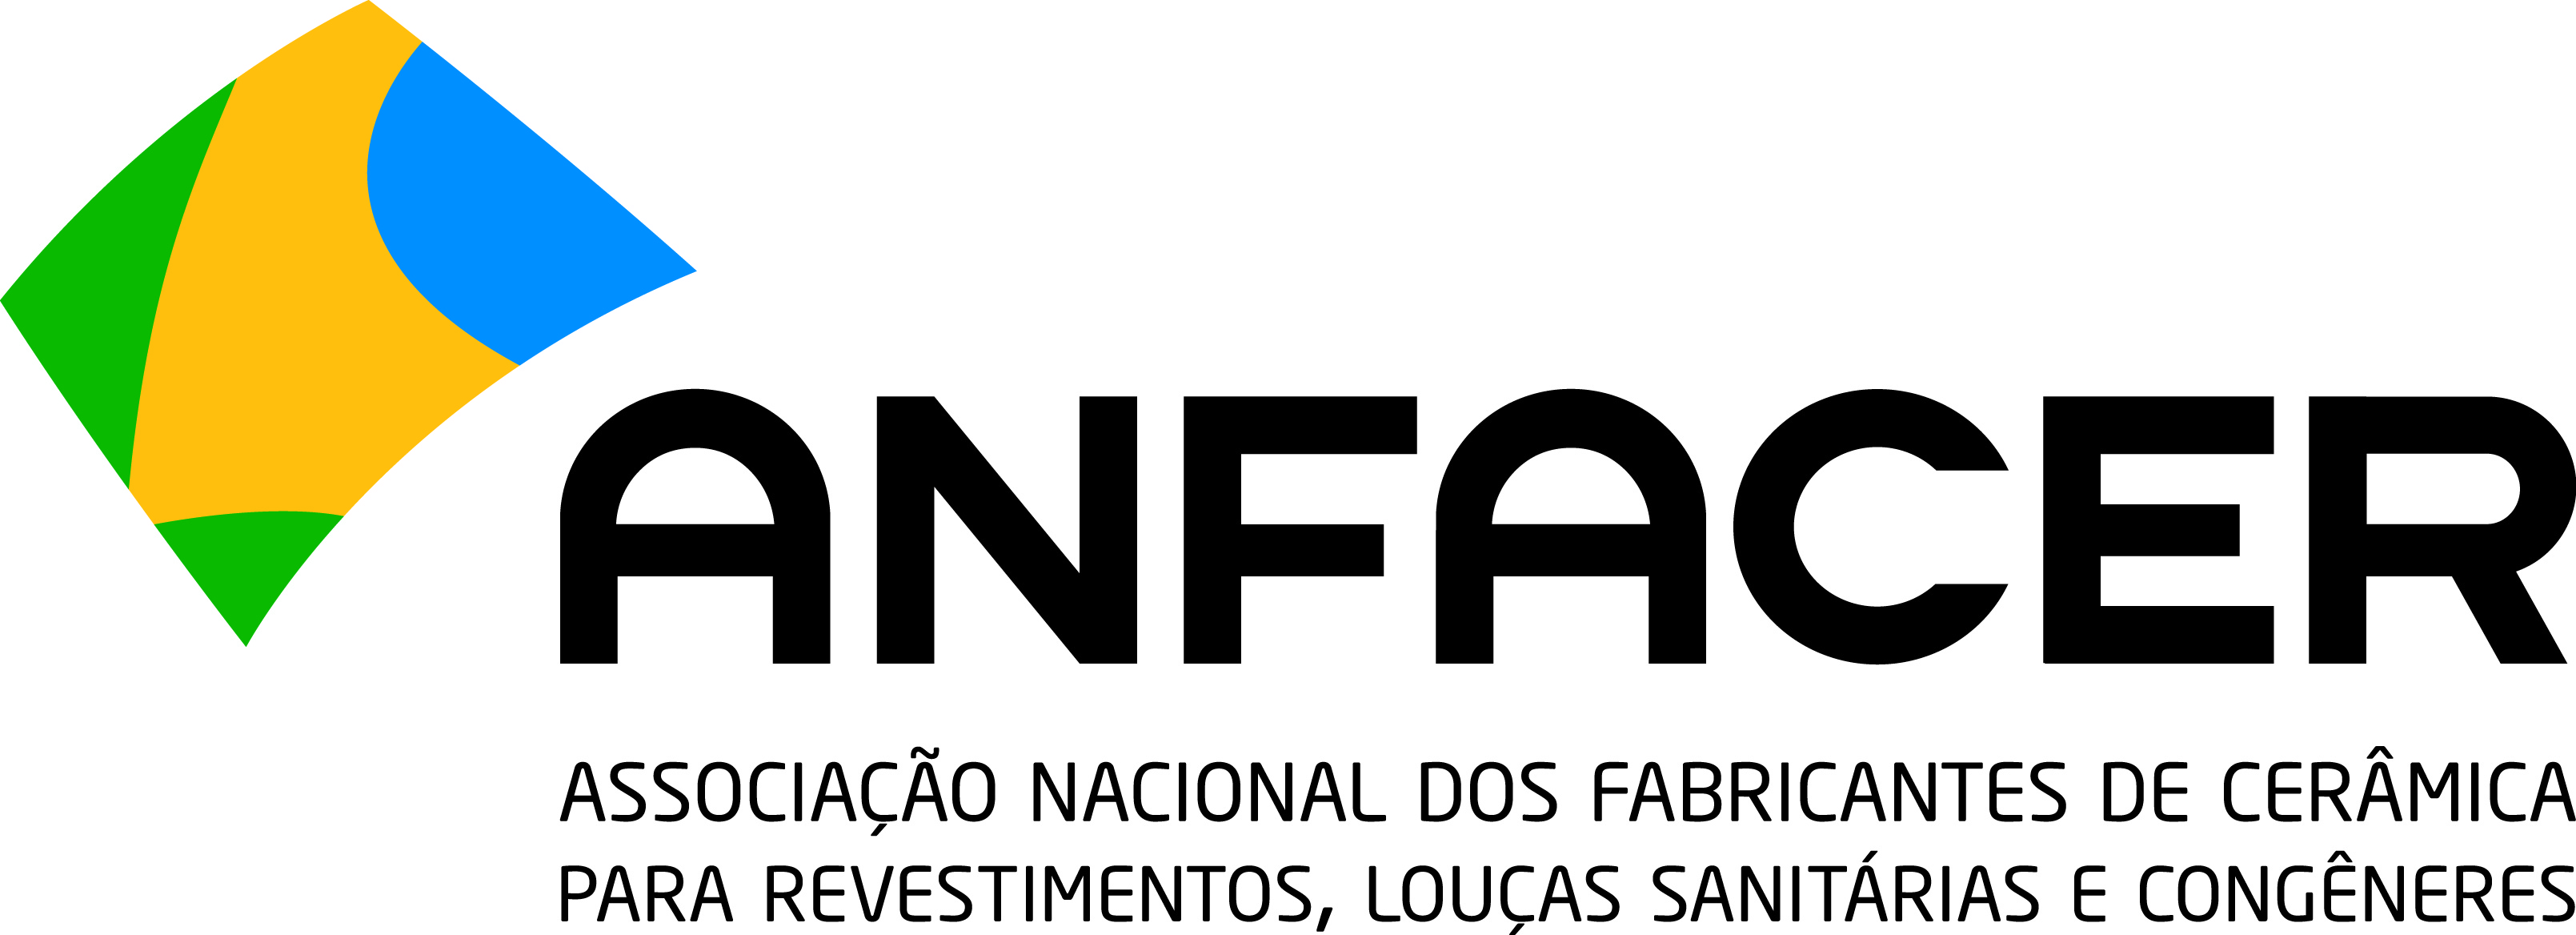 ANFACER
ASSOCIAÇÃO NACIONAL DOS FABRICANTES DE CERÂMICA
PARA REVESTIMENTOS, LOUÇAS SANITÁRIAS E CONGÊNERES